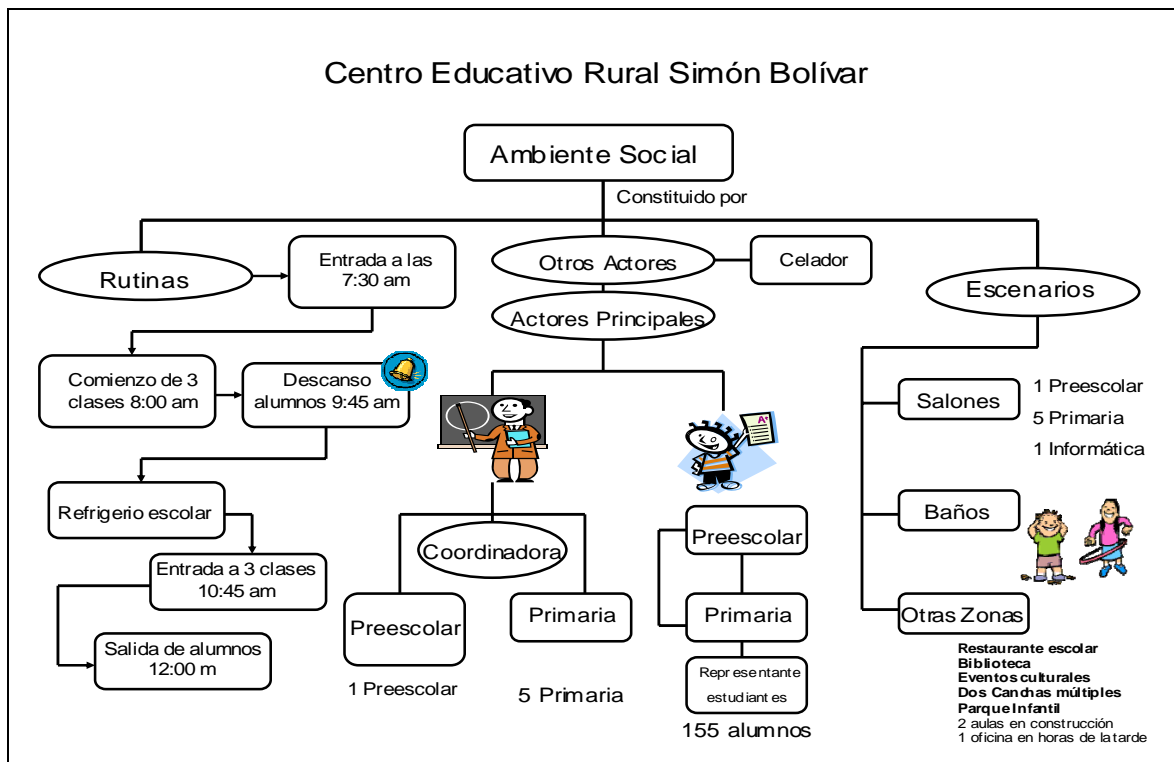 Centro Educativo Rural Simón Bolívar
Ambiente Social
Constituido por
Rutinas
Entrada a las
7:30 am
Comienzo de 3
clases 8:00 am
Descanso
alumnos 9:45 am
Refrigerio escolar
Entrada a 3 clases
10:45 am
Salida de alumnos
12:00 m
Otros Actores
Celador
Actores Principales
Coordinadora
Preescolar
1 Preescolar
Primaria
5 Primaria
A+
Preescolar
Primaria
Representante
estudiantes
155 alumnos
Escenarios
Salones
1 Preescolar
5 Primaria
1 Informática
Baños
Otras Zonas
Restaurante escolar
Biblioteca
Eventos culturales
Dos Canchas múltiples
Parque Infantil
2 aulas en construcción
1 oficina en horas de la tarde